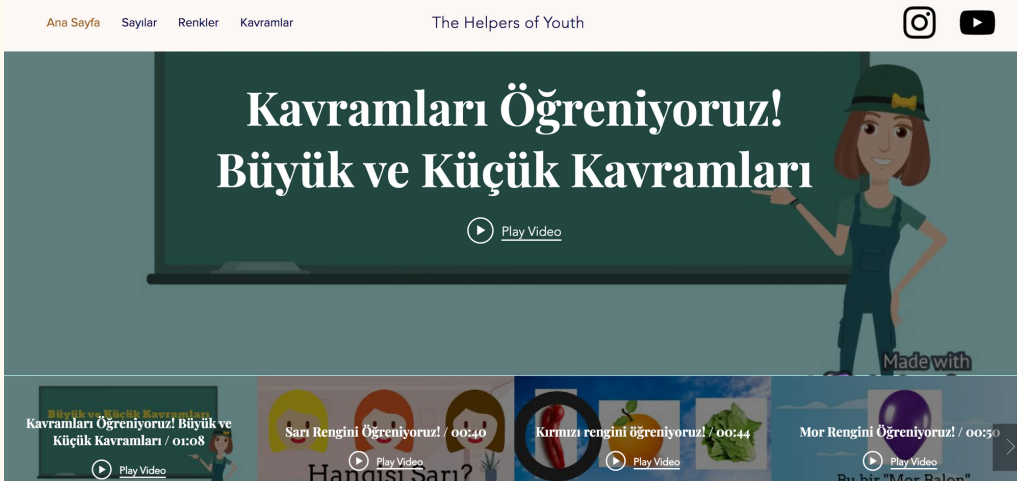 Ana Sayfa Sayılar Renkler Kavramlar The Helpers of Youth
Kavramları Öğreniyoruz!
Büyük ve Küçük Kavramları
Play Video
Made with
Büyük ve Küçük Kavramları
Kavramları Öğreniyoruz! Büyük ve
Küçük Kavramları / 01:08
Play Video
Sarı Rengini Öğreniyoruz! / 00:40
Play Video
Hangisi Sarı?
Kırmızı rengini öğreniyoruz! / 00:44
Play Video
Mor Rengini Öğreniyoruz! / 00:50
Play Video
Bu bir "Mor Balon"